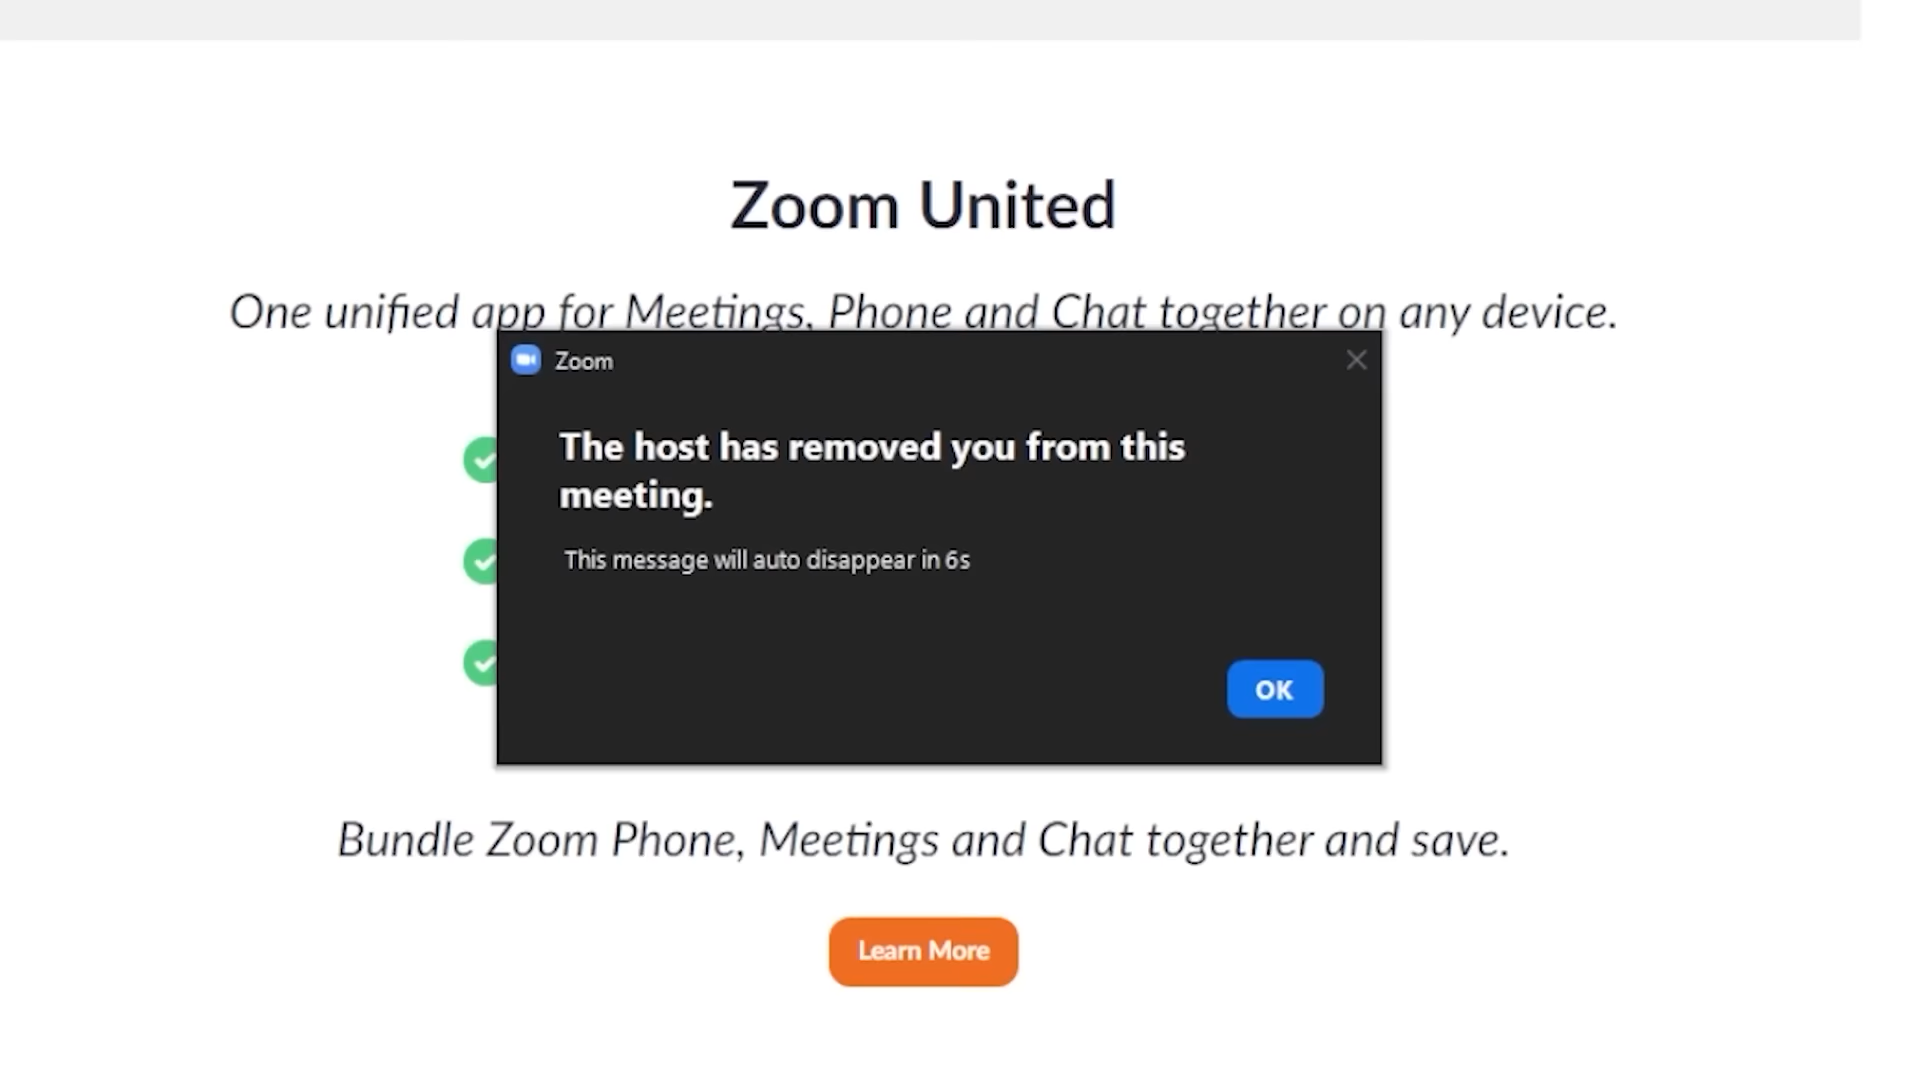 Zoom United
One unified app for Meetings, Phone and Chat together on any device.
Zoom
The host has removed you from this
meeting.
This message will auto disappear in 6s
OK
Bundle Zoom Phone, Meetings and Chat together and save.
Learn More